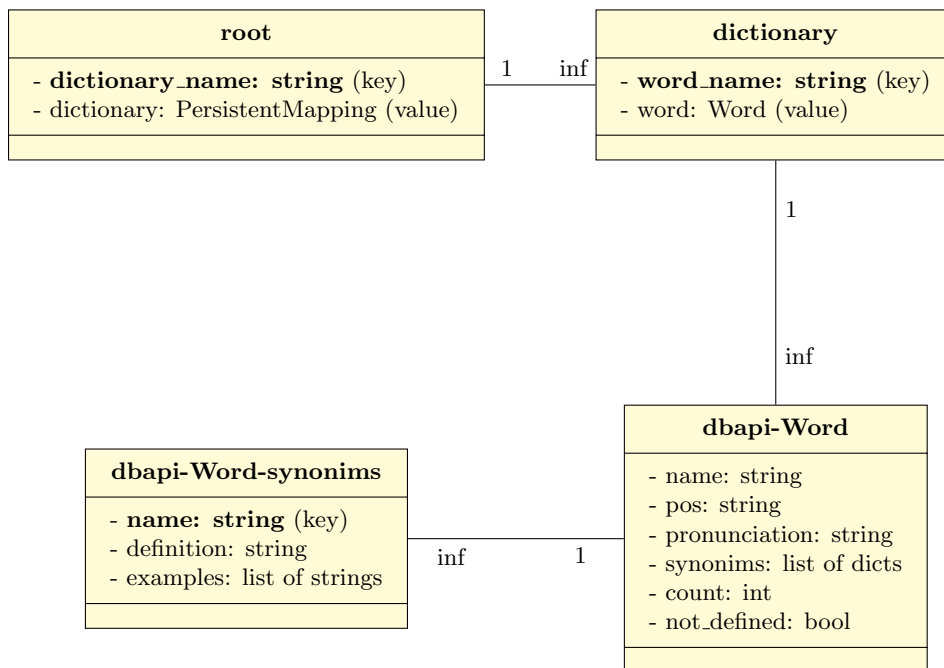 root
- dictionary_name: string (key)
- dictionary: PersistentMapping (value)
1
inf
dictionary
- word_name: string (key)
- word: Word (value)
1
inf
dbapi-Word
- name: string
- pos: string
- pronunciation: string
- synonims: list of dicts
- count: int
- not_defined: bool
dbapi-Word-synonims
- name: string (key)
- definition: string
- examples: list of strings
inf
1